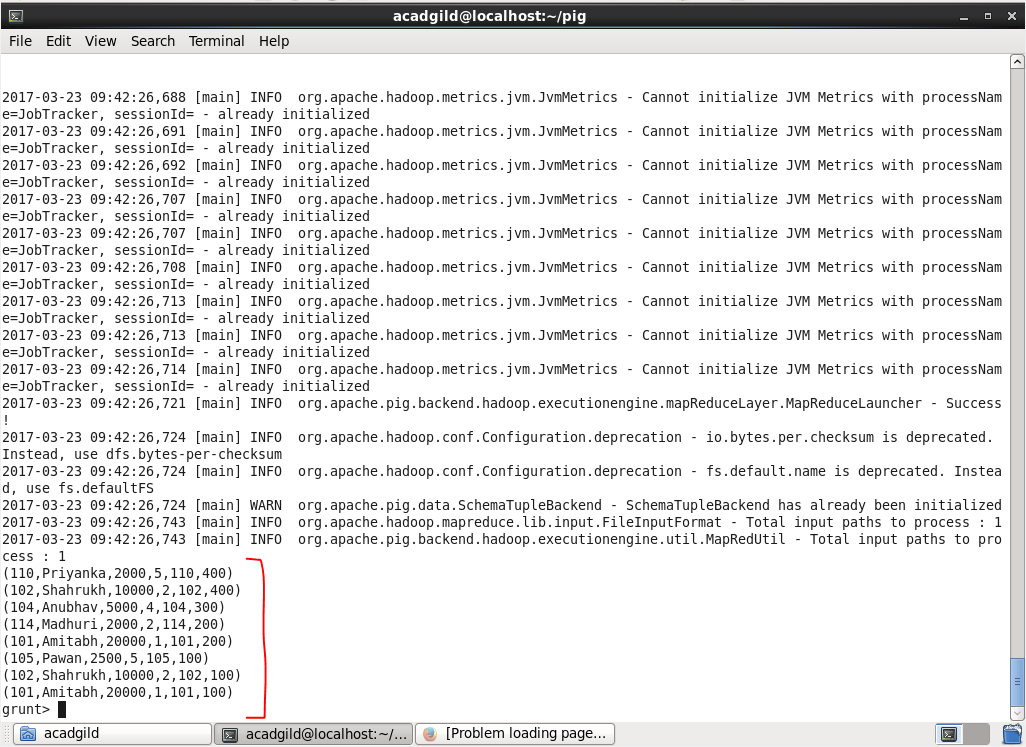 acadgild@localhost:~/pig
File Edit View Search Terminal Help
2017-03-23 09:42:26,688 [main] INFO  org.apache.hadoop.metrics.jvm.JvmMetrics - Cannot initialize JVM Metrics with processNam
e=JobTracker, sessionId= - already initialized
2017-03-23 09:42:26,691 [main] INFO  org.apache.hadoop.metrics.jvm.JvmMetrics - Cannot initialize JVM Metrics with processNam
e=JobTracker, sessionId= - already initialized
2017-03-23 09:42:26,692 [main] INFO  org.apache.hadoop.metrics.jvm.JvmMetrics - Cannot initialize JVM Metrics with processNam
e=JobTracker, sessionId= - already initialized
2017-03-23 09:42:26,707 [main] INFO  org.apache.hadoop.metrics.jvm.JvmMetrics - Cannot initialize JVM Metrics with processNam
e=JobTracker, sessionId= - already initialized
2017-03-23 09:42:26,707 [main] INFO  org.apache.hadoop.metrics.jvm.JvmMetrics - Cannot initialize JVM Metrics with processNam
e=JobTracker, sessionId= - already initialized
2017-03-23 09:42:26,708 [main] INFO  org.apache.hadoop.metrics.jvm.JvmMetrics - Cannot initialize JVM Metrics with processNam
e=JobTracker, sessionId= - already initialized
2017-03-23 09:42:26,713 [main] INFO  org.apache.hadoop.metrics.jvm.JvmMetrics - Cannot initialize JVM Metrics with processNam
e=JobTracker, sessionId= - already initialized
2017-03-23 09:42:26,713 [main] INFO  org.apache.hadoop.metrics.jvm.JvmMetrics - Cannot initialize JVM Metrics with processNam
e=JobTracker, sessionId= - already initialized
2017-03-23 09:42:26,714 [main] INFO  org.apache.hadoop.metrics.jvm.JvmMetrics - Cannot initialize JVM Metrics with processNam
e=JobTracker, sessionId= - already initialized
2017-03-23 09:42:26,721 [main] INFO  org.apache.pig.backend.hadoop.executionengine.mapReduceLayer.MapReduceLauncher - Success
!
2017-03-23 09:42:26,724 [main] INFO  org.apache.hadoop.conf.Configuration.deprecation - io.bytes.per.checksum is deprecated.
Instead, use dfs.bytes-per-checksum
2017-03-23 09:42:26,724 [main] INFO  org.apache.hadoop.conf.Configuration.deprecation - fs.default.name is deprecated. Instea
d, use fs.defaultFS
2017-03-23 09:42:26,724 [main] WARN  org.apache.pig.data.SchemaTupleBackend - SchemaTupleBackend has already been initialized
2017-03-23 09:42:26,743 [main] INFO  org.apache.hadoop.mapreduce.lib.input.FileInputFormat - Total input paths to process : 1
2017-03-23 09:42:26,743 [main] INFO  org.apache.pig.backend.hadoop.executionengine.util.MapRedUtil - Total input paths to pro
cess : 1
(110,Priyanka,2000,5,110,400)
(102,Shahrukh,10000,2,102,400)
(104,Anubhav,5000,4,104,300)
(114,Madhuri,2000,2,114,200)
(101,Amitabh,20000,1,101,200)
(105,Pawan,2500,5,105,100)
(102,Shahrukh,10000,2,102,100)
(101,Amitabh,20000,1,101,100)
grunt>
acadgild acadgild@localhost:~/... [Problem loading page...